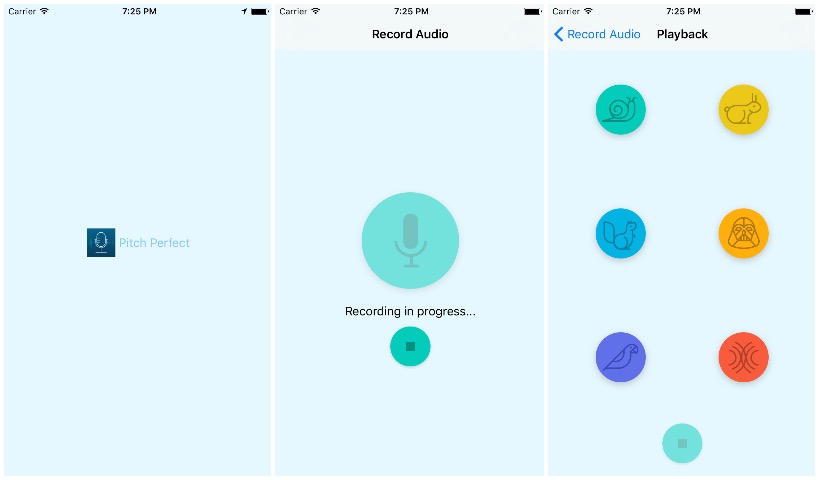 Carrier 7:25 PM
Pitch Perfect
Carrier 7:25 PM
Record Audio
Recording in progress...
Carrier 7:25 PM
Record Audio Playback